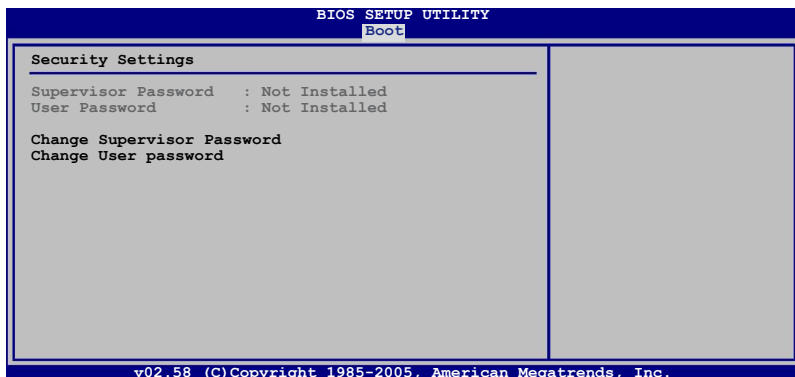 BIOS SETUP UTILITY
Boot
Security Settings
Supervisor Password : Not Installed
User Password : Not Installed
Change Supervisor Password
Change User password
v02.58 (C)Copyright 1985-2005, American Megatrends, Inc.